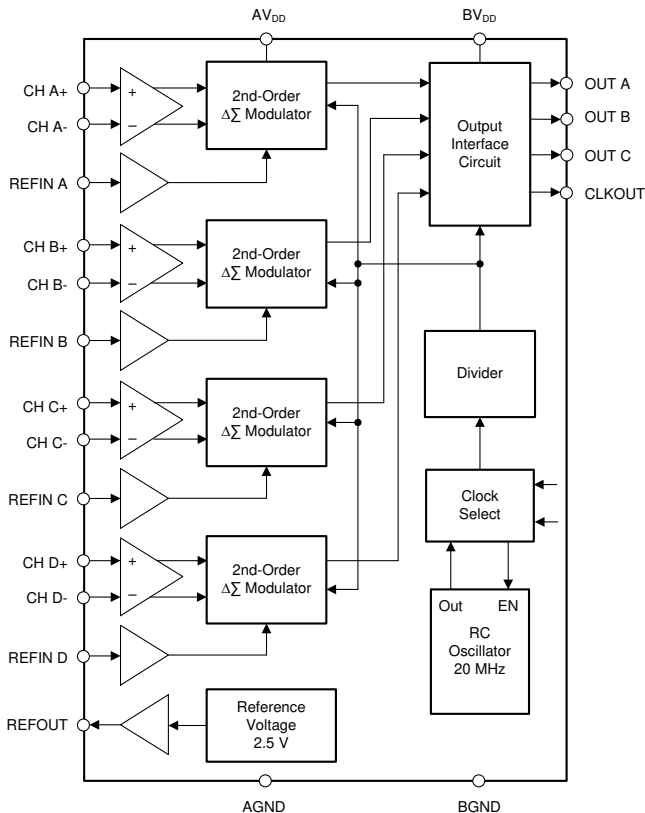 AVDD
BVDD
CH A+
CH A-
REFIN A
+
−
2nd-Order
ΔΣ Modulator
Output
Interface
Circuit
OUT A
OUT B
OUT C
CLKOUT
CH B+
CH B-
REFIN B
+
−
2nd-Order
ΔΣ Modulator
Divider
CH C+
CH C-
REFIN C
+
−
2nd-Order
ΔΣ Modulator
Clock
Select
CH D+
CH D-
REFIN D
+
−
2nd-Order
ΔΣ Modulator
Out EN
RC
Oscillator
20 MHz
REFOUT
Reference
Voltage
2.5 V
AGND
BGND